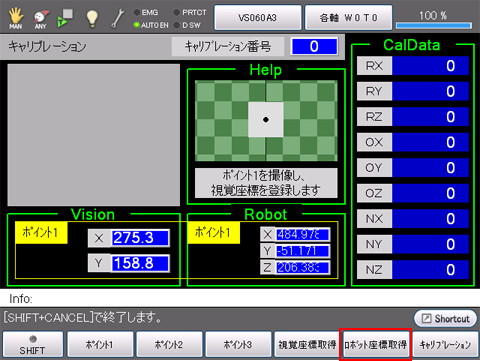 MAN
ANY
EMG
AUTO EN
PRTCT
D SW
VS060A3
各軸 W0T0
100 %
ｷｬﾘﾌﾞﾚｰｼｮﾝ
ｷｬﾘﾌﾞﾚｰｼｮﾝ番号
0
Help
ﾎﾟｲﾝﾄ1を撮像し、
視覚座標を登録します
CalData
RX 0
RY 0
RZ 0
OX 0
OY 0
OZ 0
NX 0
NY 0
NZ 0
Vision
ﾎﾟｲﾝﾄ1
X 275.3
Y 158.8
Robot
ﾎﾟｲﾝﾄ1
X
Y -51.171
Z
Info:
[SHIFT+CANCEL]で終了します。
Shortcut
SHIFT
ﾎﾟｲﾝﾄ1
ﾎﾟｲﾝﾄ2
ﾎﾟｲﾝﾄ3
視覚座標取得
ﾛﾎﾞｯﾄ座標取得
ｷｬﾘﾌﾞﾚｰｼｮﾝ